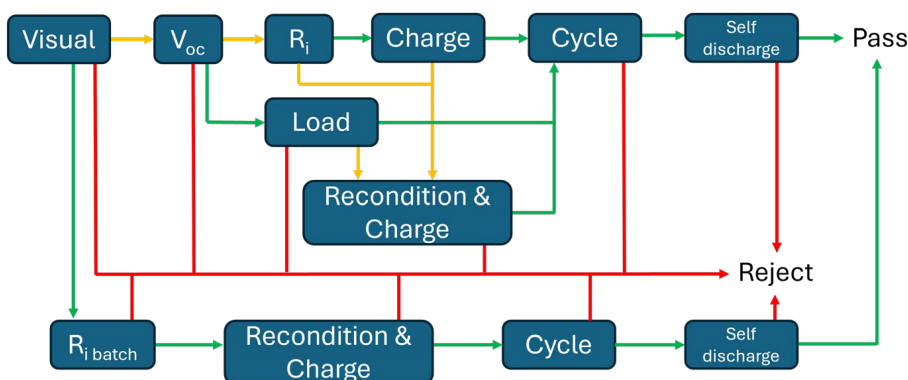 Visual
Voc
Ri
Charge
Cycle
Self
discharge
Pass
Load
Recondition &
Charge
Reject
Ri batch
Recondition &
Charge
Cycle
Self
discharge